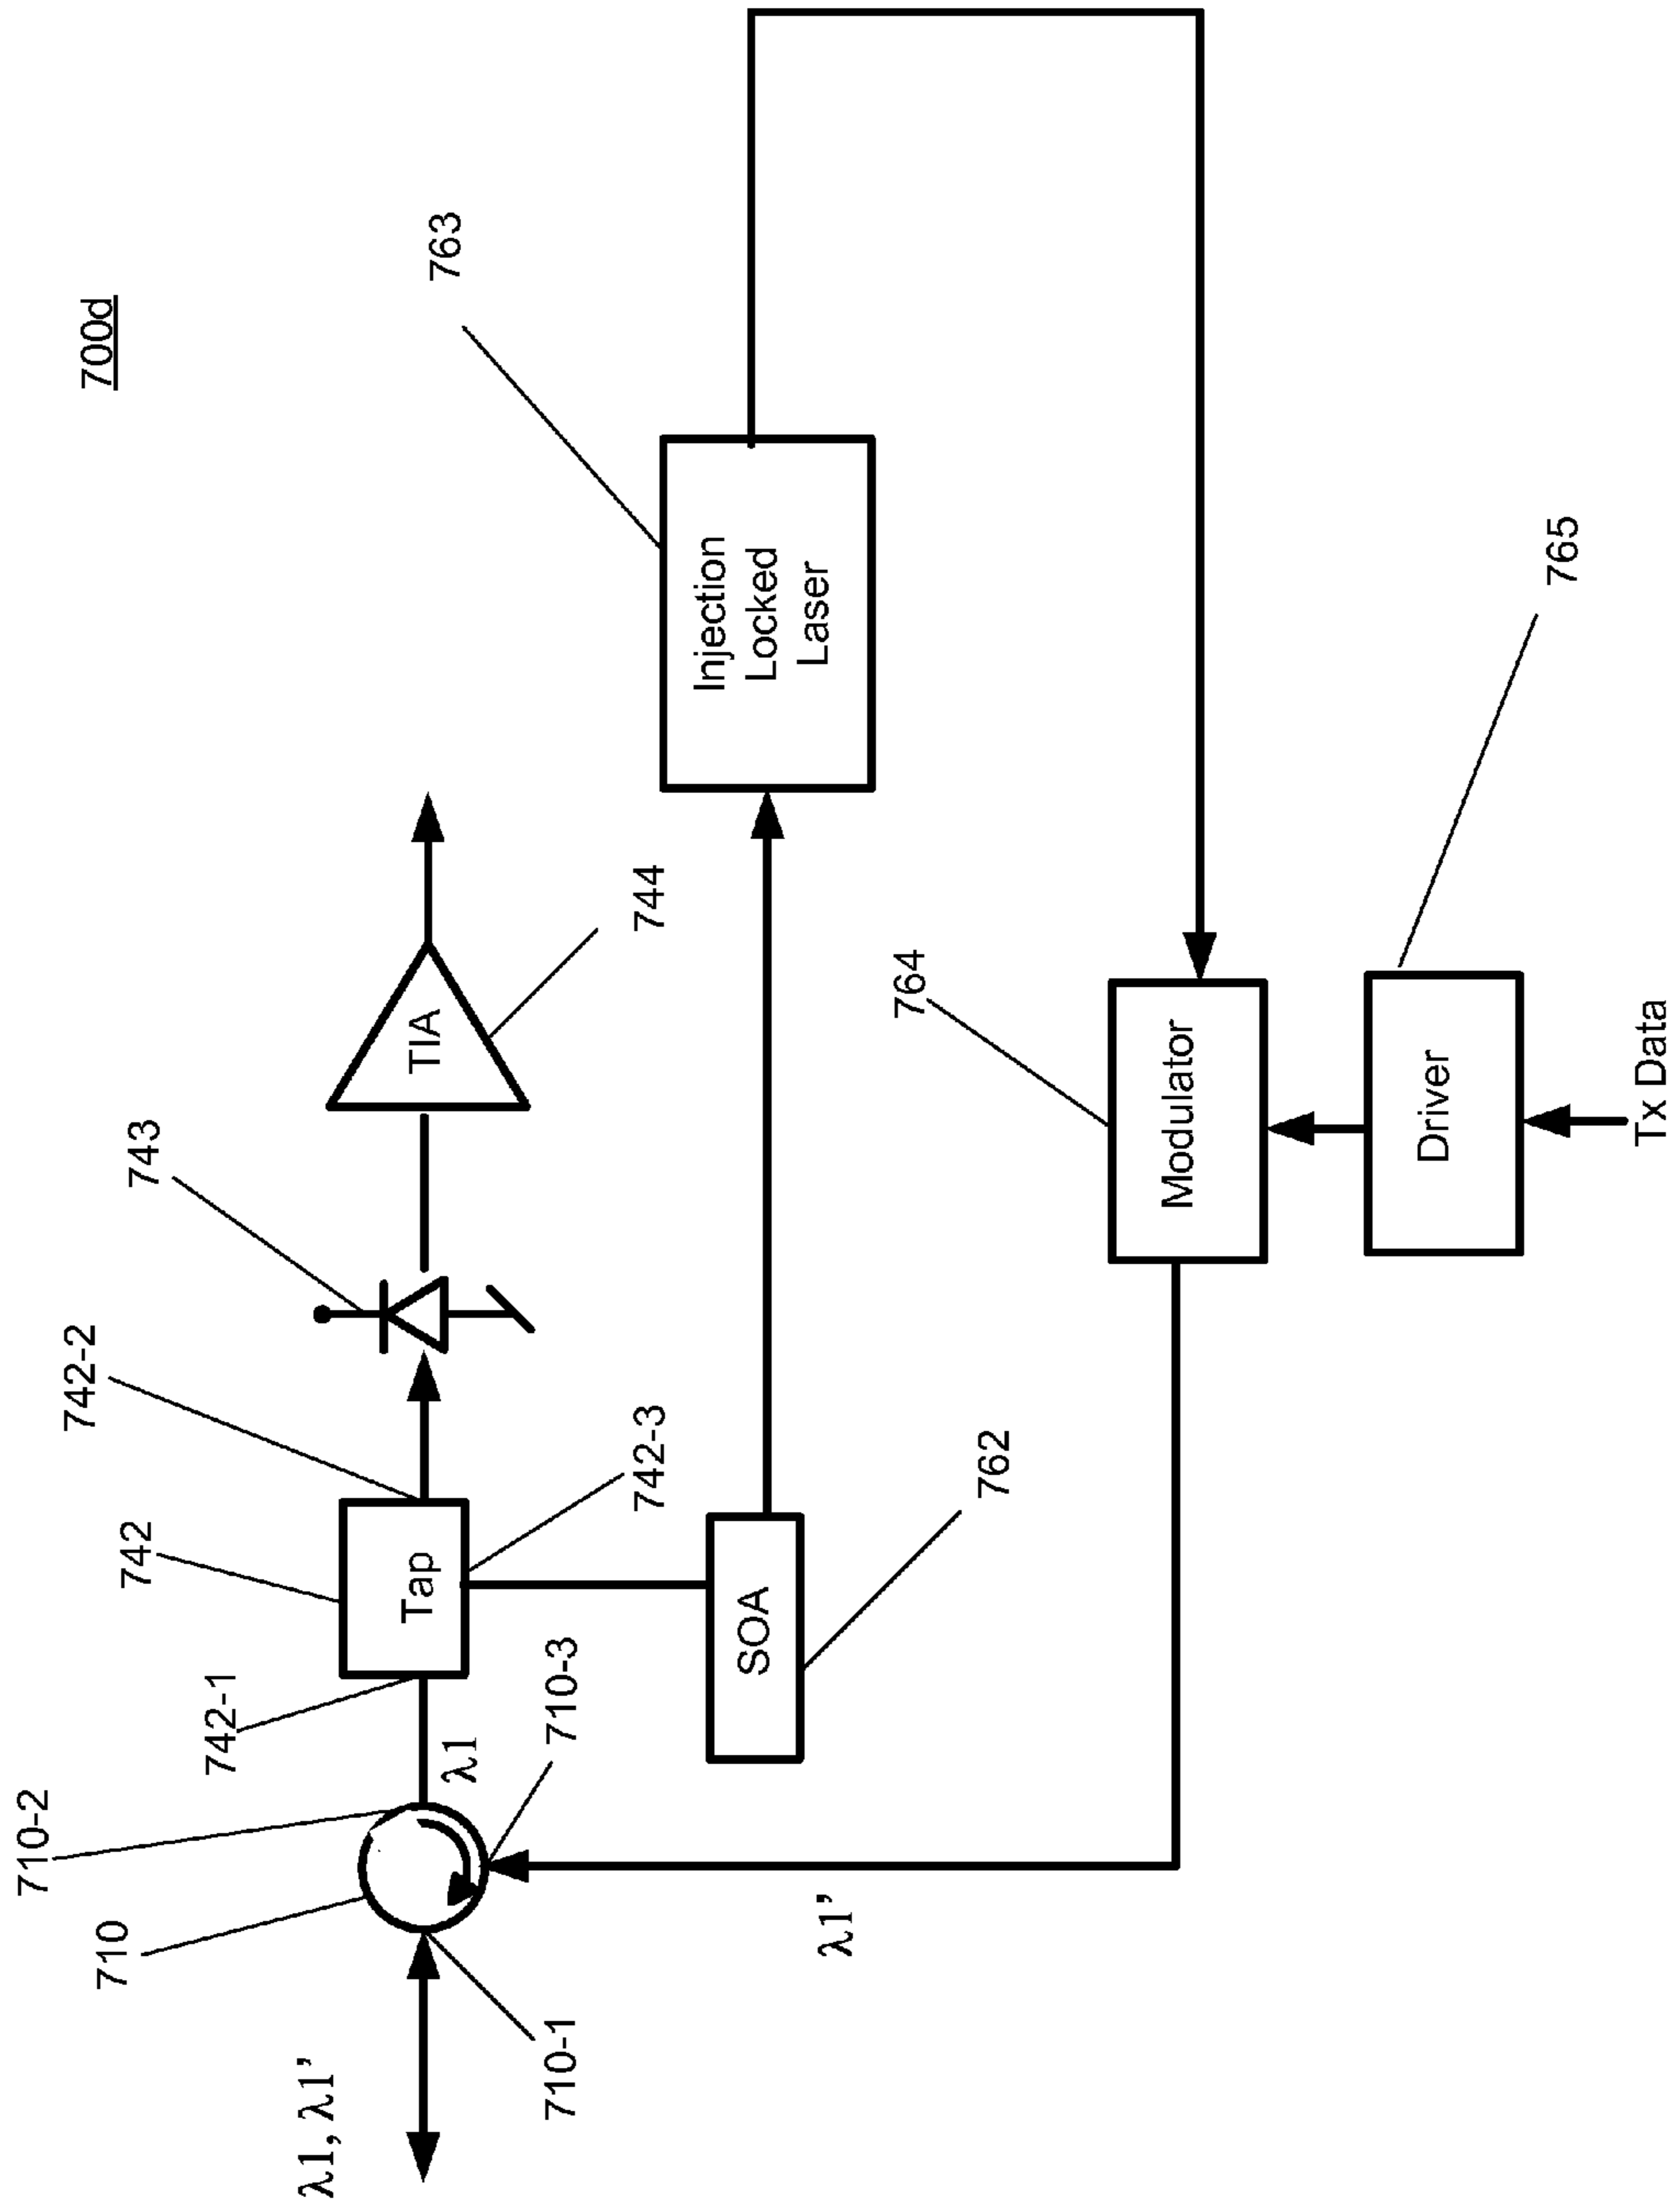 700d
710-2
710
742-1
742
742-2
743
763
λ1, λ1’
710-1
λ1
710-3
Tap
742-3
TIA
744
SOA
762
Injection
Locked
Laser
λ1’
764
Modulator
765
Driver
Tx Data